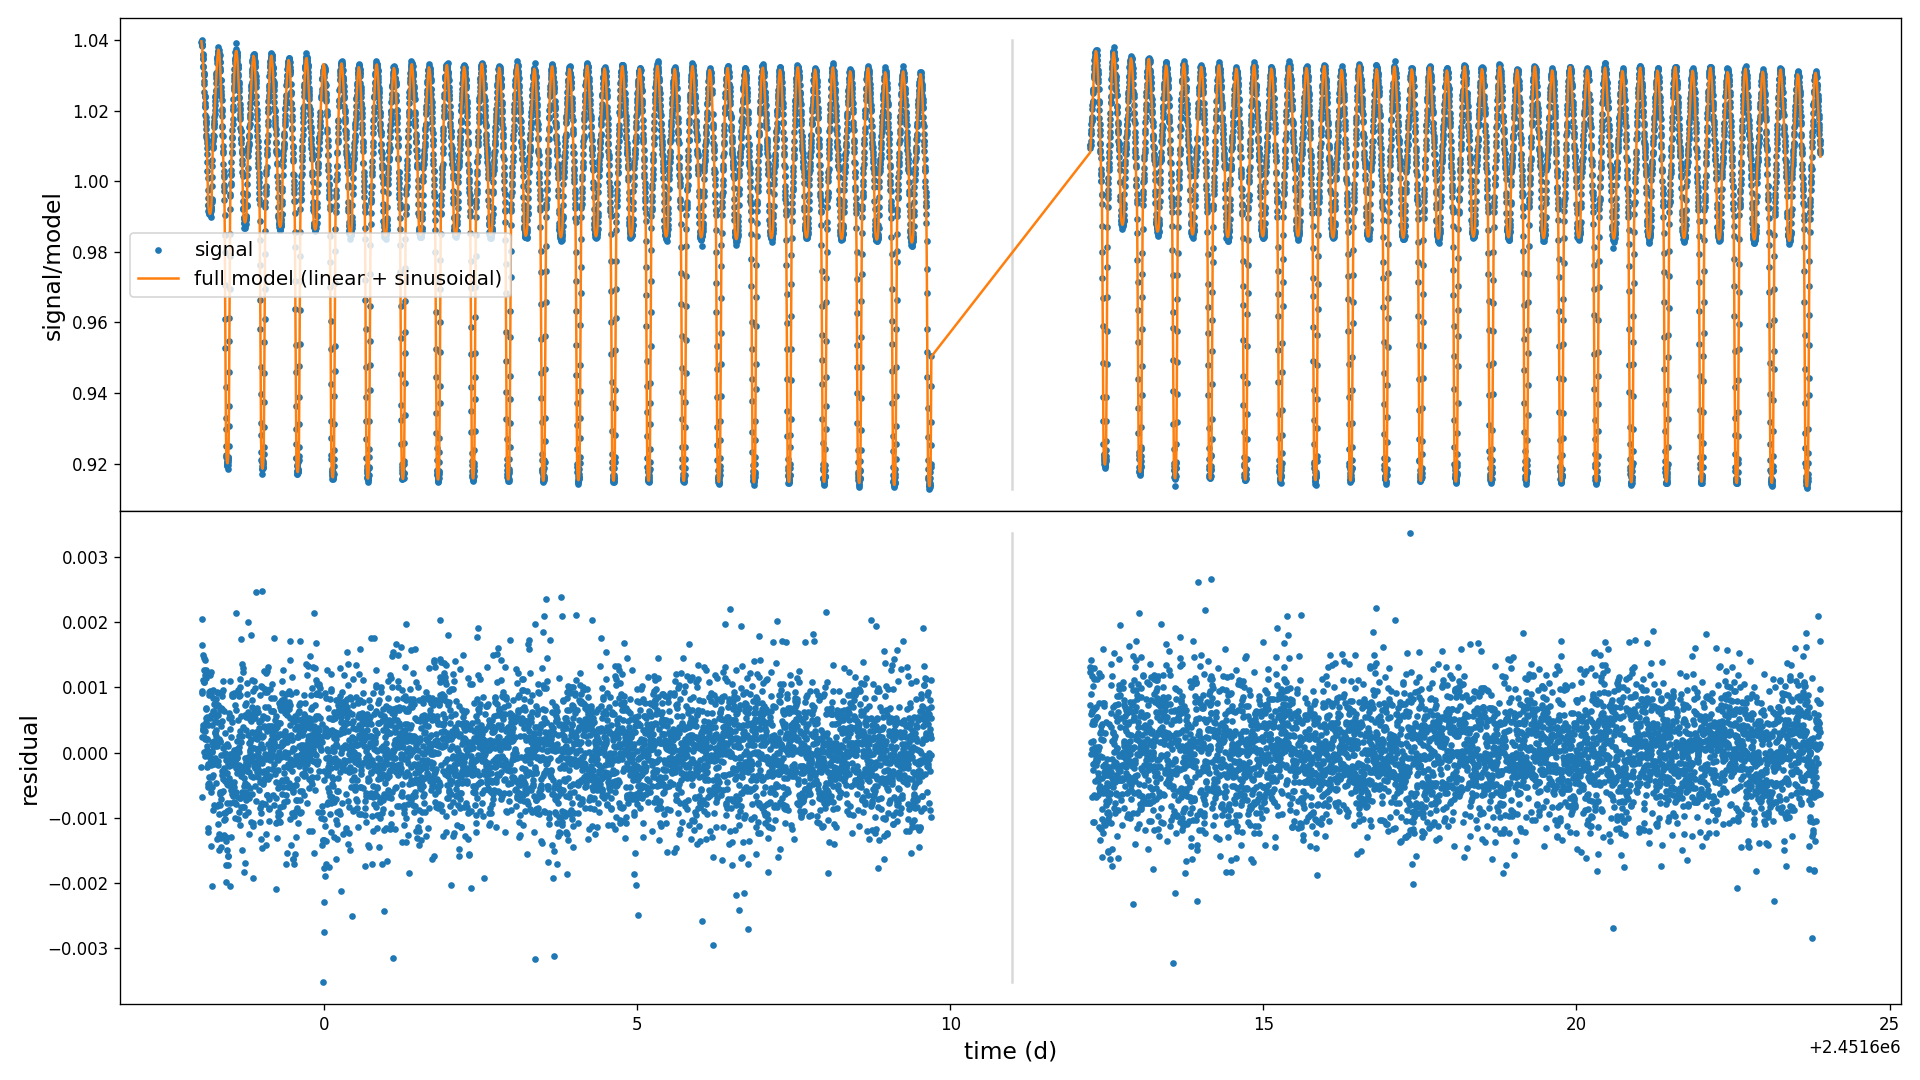 1.04
1.02
1.00
0.98
0.96
0.94
0.92
signal/model
signal
full model (linear + sinusoidal)
0.003
0.002
0.001
0.000
−0.001
−0.002
−0.003
residual
0 5 10 15 20 25
time (d)
+2.4516e6